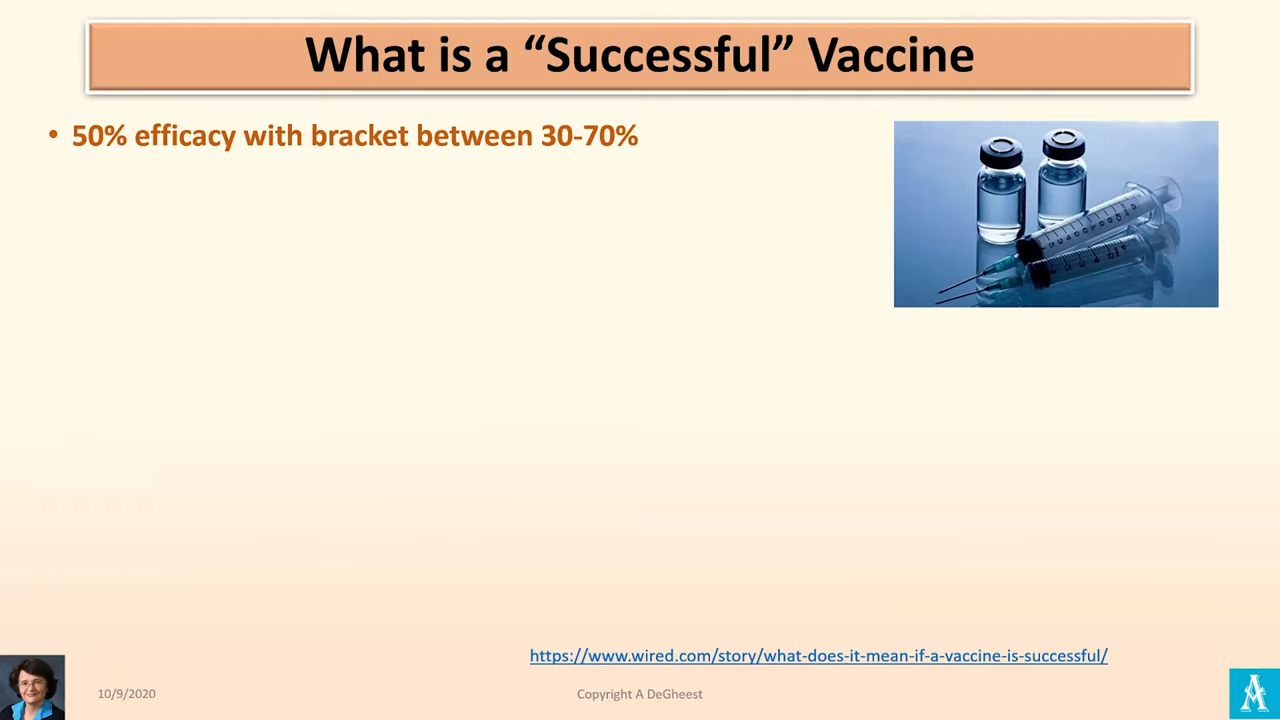 What is a “Successful” Vaccine
• 50% efficacy with bracket between 30-70%
https://www.wired.com/story/what-does-it-mean-if-a-vaccine-is-successful/
10/9/2020
Copyright A DeGheest
A